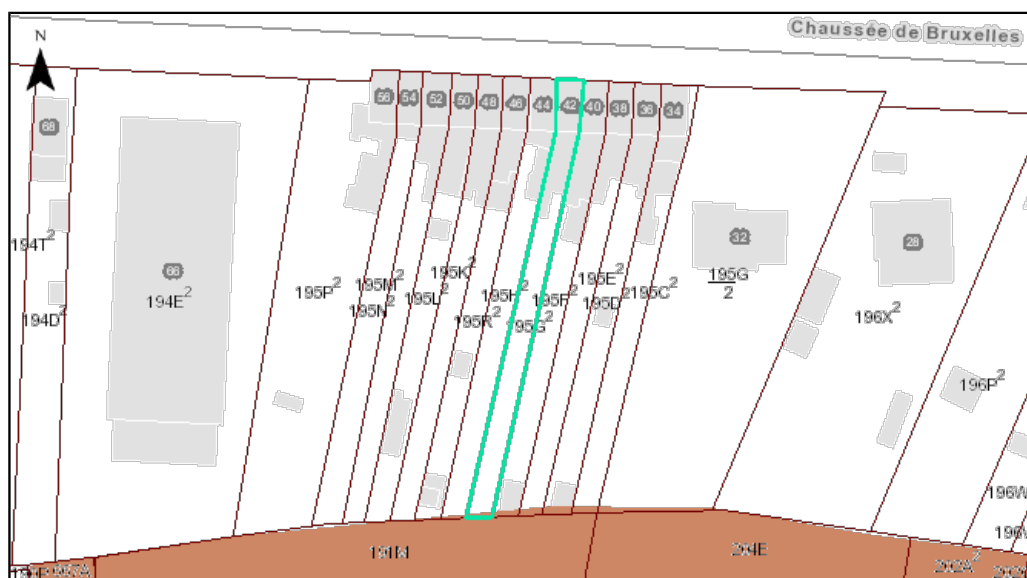 Chaussée de Bruxelles
N
56 54 52 50 48 46 44 42 40 38 36 34
68
32
28
66
194T²
194E²
194D²
195P²
195M²
195N²
195L²
195K²
195R²
195H²
195G²
195F²
195E²
195D²
195C²
195G
2
196X²
196P²
196W
196V
191M
204E
202A²